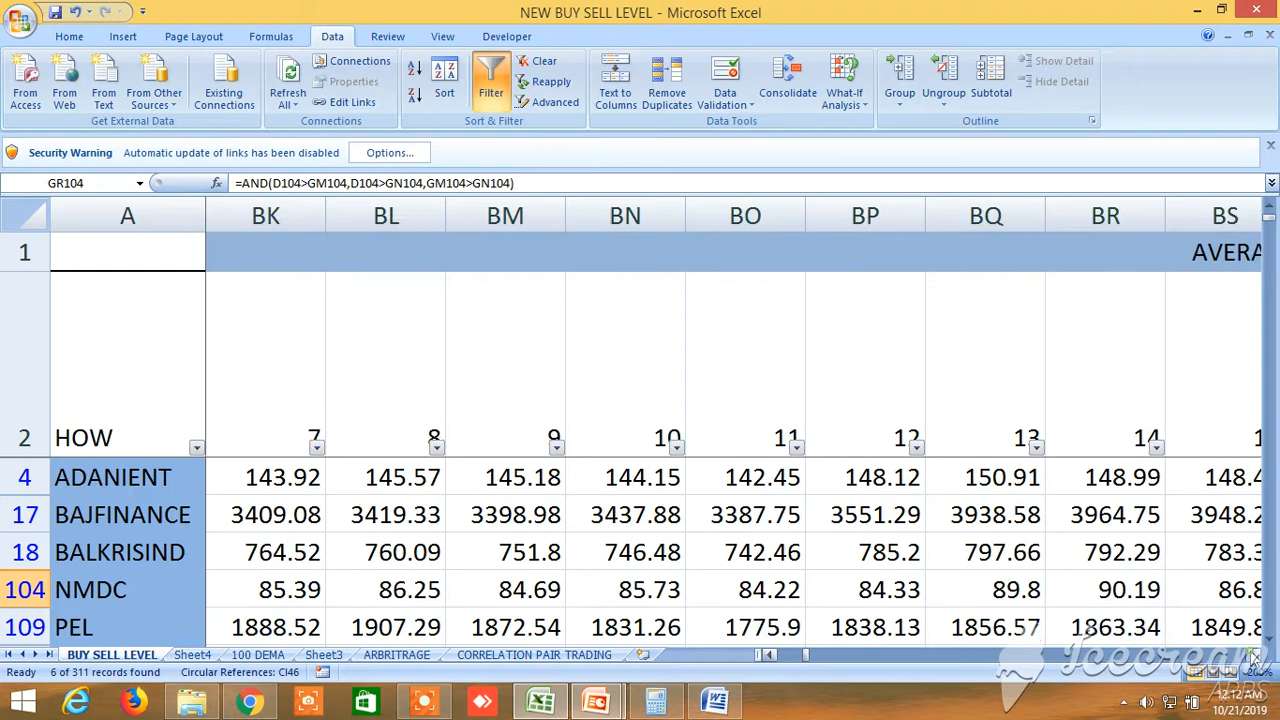 NEW BUY SELL LEVEL - Microsoft Excel
Home Insert Page Layout Formulas Data Review View Developer
From Access
From Web
From Text
From Other Sources
Existing Connections
Get External Data
Refresh All
Connections
Properties
Edit Links
Connections
Sort
Filter
Clear
Reapply
Advanced
Sort & Filter
Text to Columns
Remove Duplicates
Data Validation
Consolidate
What-If Analysis
Data Tools
Group
Ungroup
Subtotal
Show Detail
Hide Detail
Outline
Security Warning Automatic update of links has been disabled Options...
GR104 fx =AND(D104>GM104,D104>GN104,GM104>GN104)
A BK BL BM BN BO BP BQ BR BS
1 AVERA
2 HOW 7 8 9 10 11 12 13 14 1
4 ADANIENT 143.92 145.57 145.18 144.15 142.45 148.12 150.91 148.99 148.4
17 BAJFINANCE 3409.08 3419.33 3398.98 3437.88 3387.75 3551.29 3938.58 3964.75 3948.2
18 BALKRISIND 764.52 760.09 751.8 746.48 742.46 785.2 797.66 792.29 783.3
104 NMDC 85.39 86.25 84.69 85.73 84.22 84.33 89.8 90.19 86.8
109 PEL 1888.52 1907.29 1872.54 1831.26 1775.9 1838.13 1856.57 1863.34 1849.8
BUY SELL LEVEL Sheet4 100 DEMA Sheet3 ARBRITRAGE CORRELATION PAIR TRADING
Ready 6 of 311 records found Circular References: CI46
Icecream
APPS
12:12 AM
10/21/2019